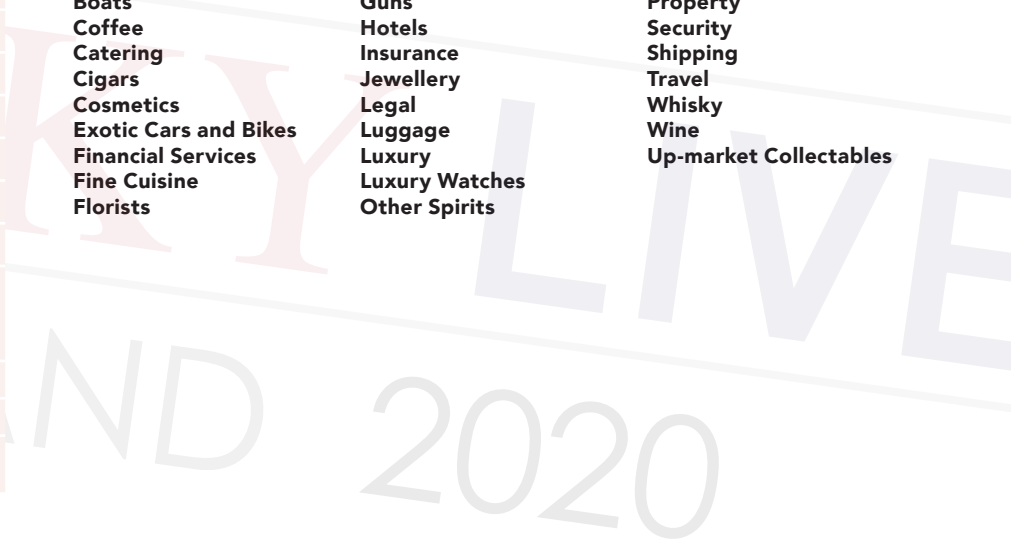 Boats
Coffee
Catering
Cigars
Cosmetics
Exotic Cars and Bikes
Financial Services
Fine Cuisine
Florists
Guns
Hotels
Insurance
Jewellery
Legal
Luggage
Luxury
Luxury Watches
Other Spirits
Property
Security
Shipping
Travel
Whisky
Wine
Up-market Collectables
KY LIVE
ND 2020